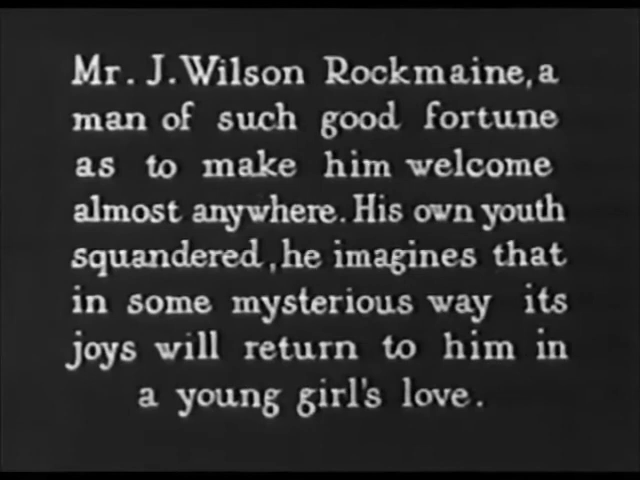 Mr. J. Wilson Rockmaine, a
man of such good fortune
as to make him welcome
almost anywhere. His own youth
squandered, he imagines that
in some mysterious way its
joys will return to him in
a young girl's love.